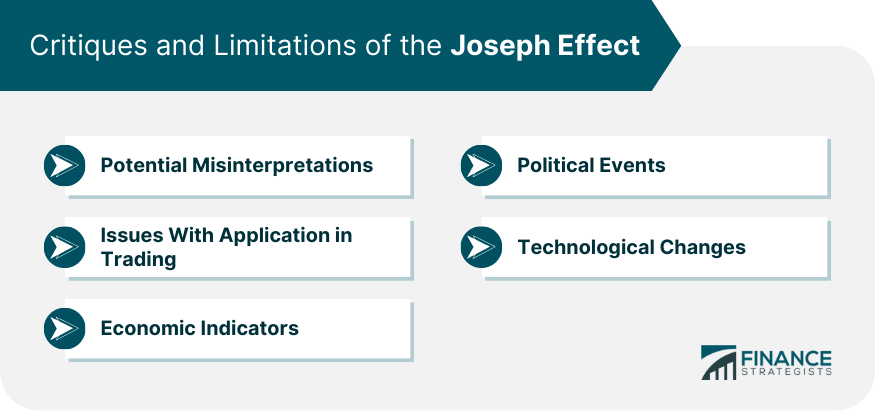 Critiques and Limitations of the Joseph Effect
Potential Misinterpretations
Issues With Application in
Trading
Economic Indicators
Political Events
Technological Changes
FINANCE
STRATEGISTS